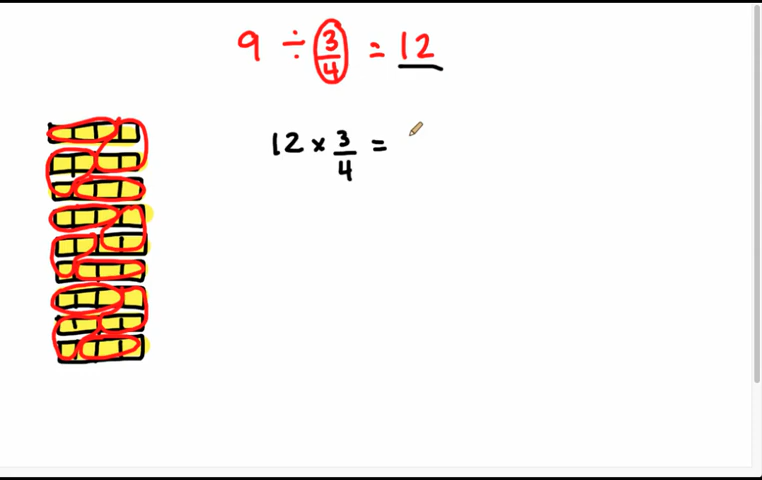 9 ÷ 3/4 = 12
12 × 3/4 =